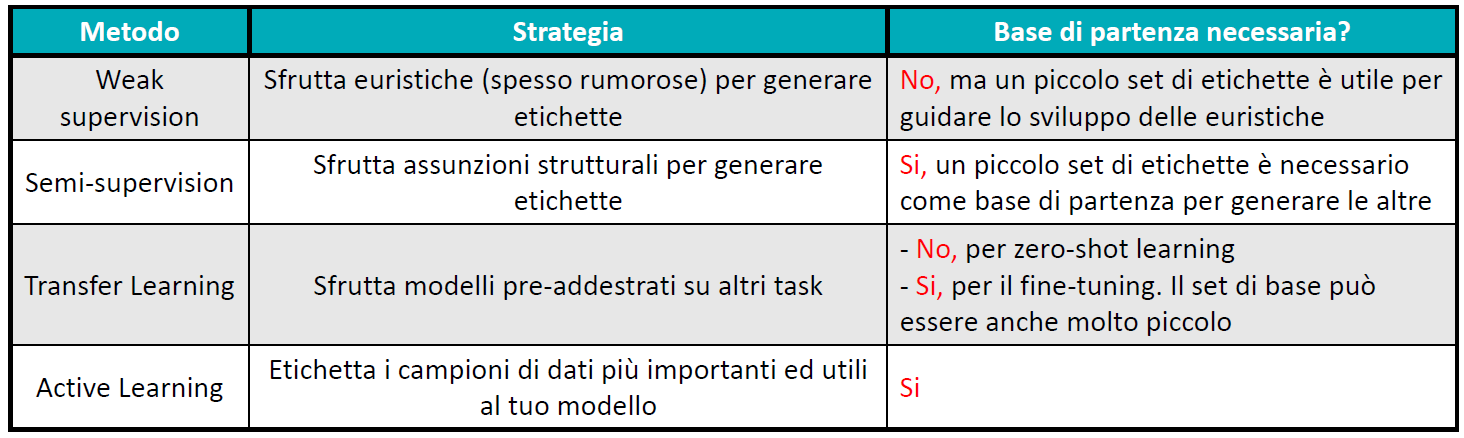 Metodo
Strategia
Base di partenza necessaria?
Weak
supervision
Sfrutta euristiche (spesso rumorose) per generare
etichette
No, ma un piccolo set di etichette è utile per
guidare lo sviluppo delle euristiche
Semi-supervision
Sfrutta assunzioni strutturali per generare
etichette
Si, un piccolo set di etichette è necessario
come base di partenza per generare le altre
Transfer Learning
Sfrutta modelli pre-addestrati su altri task
- No, per zero-shot learning
- Si, per il fine-tuning. Il set di base può
essere anche molto piccolo
Active Learning
Etichetta i campioni di dati più importanti ed utili
al tuo modello
Si